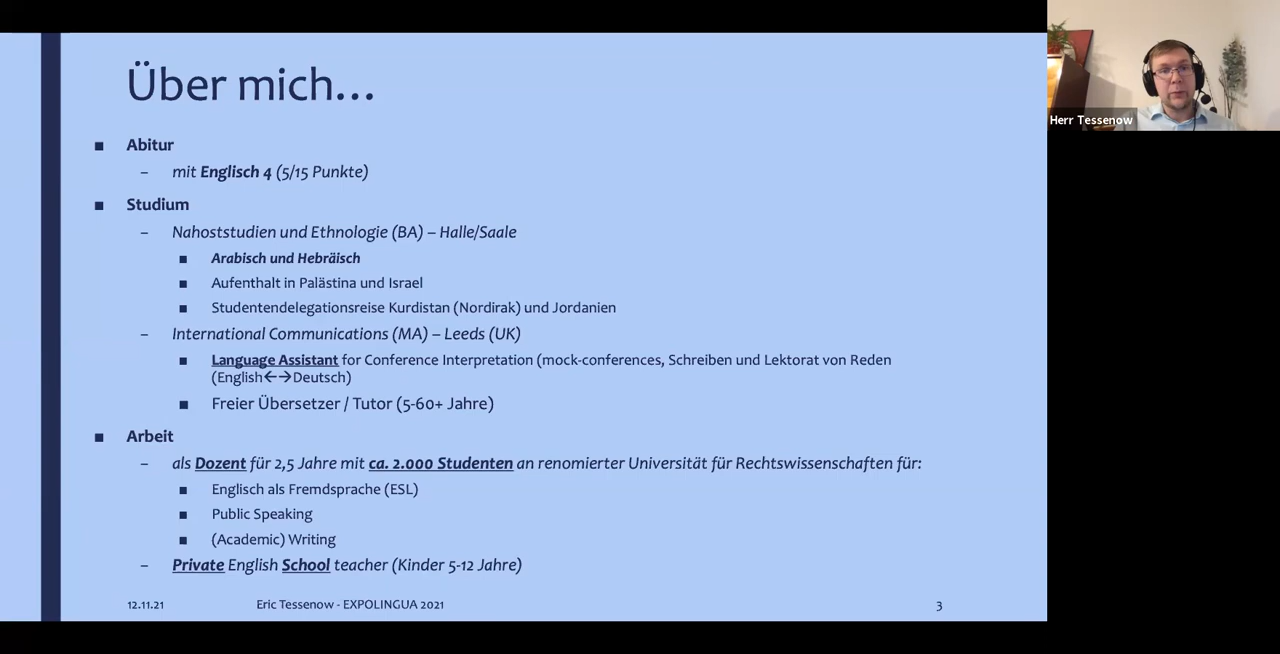 Über mich...
■ Abitur
– mit Englisch 4 (5/15 Punkte)
■ Studium
– Nahoststudien und Ethnologie (BA) – Halle/Saale
■ Arabisch und Hebräisch
■ Aufenthalt in Palästina und Israel
■ Studentendelegationsreise Kurdistan (Nordirak) und Jordanien
– International Communications (MA) – Leeds (UK)
■ Language Assistant for Conference Interpretation (mock-conferences, Schreiben und Lektorat von Reden
(English←→Deutsch)
■ Freier Übersetzer / Tutor (5-60+ Jahre)
■ Arbeit
– als Dozent für 2,5 Jahre mit ca. 2.000 Studenten an renomierter Universität für Rechtswissenschaften für:
■ Englisch als Fremdsprache (ESL)
■ Public Speaking
■ (Academic) Writing
– Private English School teacher (Kinder 5-12 Jahre)
12.11.21 Eric Tessenow - EXPOLINGUA 2021 3
Herr Tessenow